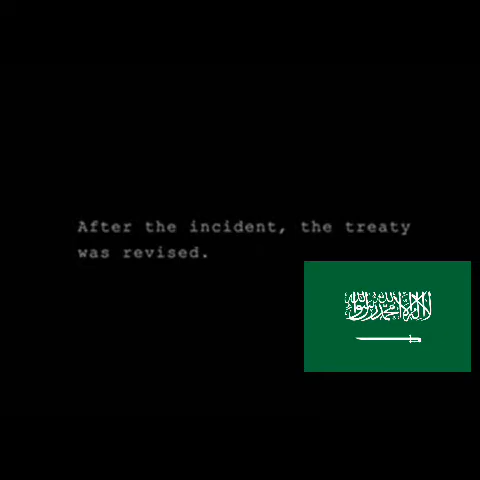 After the incident, the treaty
was revised.
لا إله إلا الله محمد رسول الله